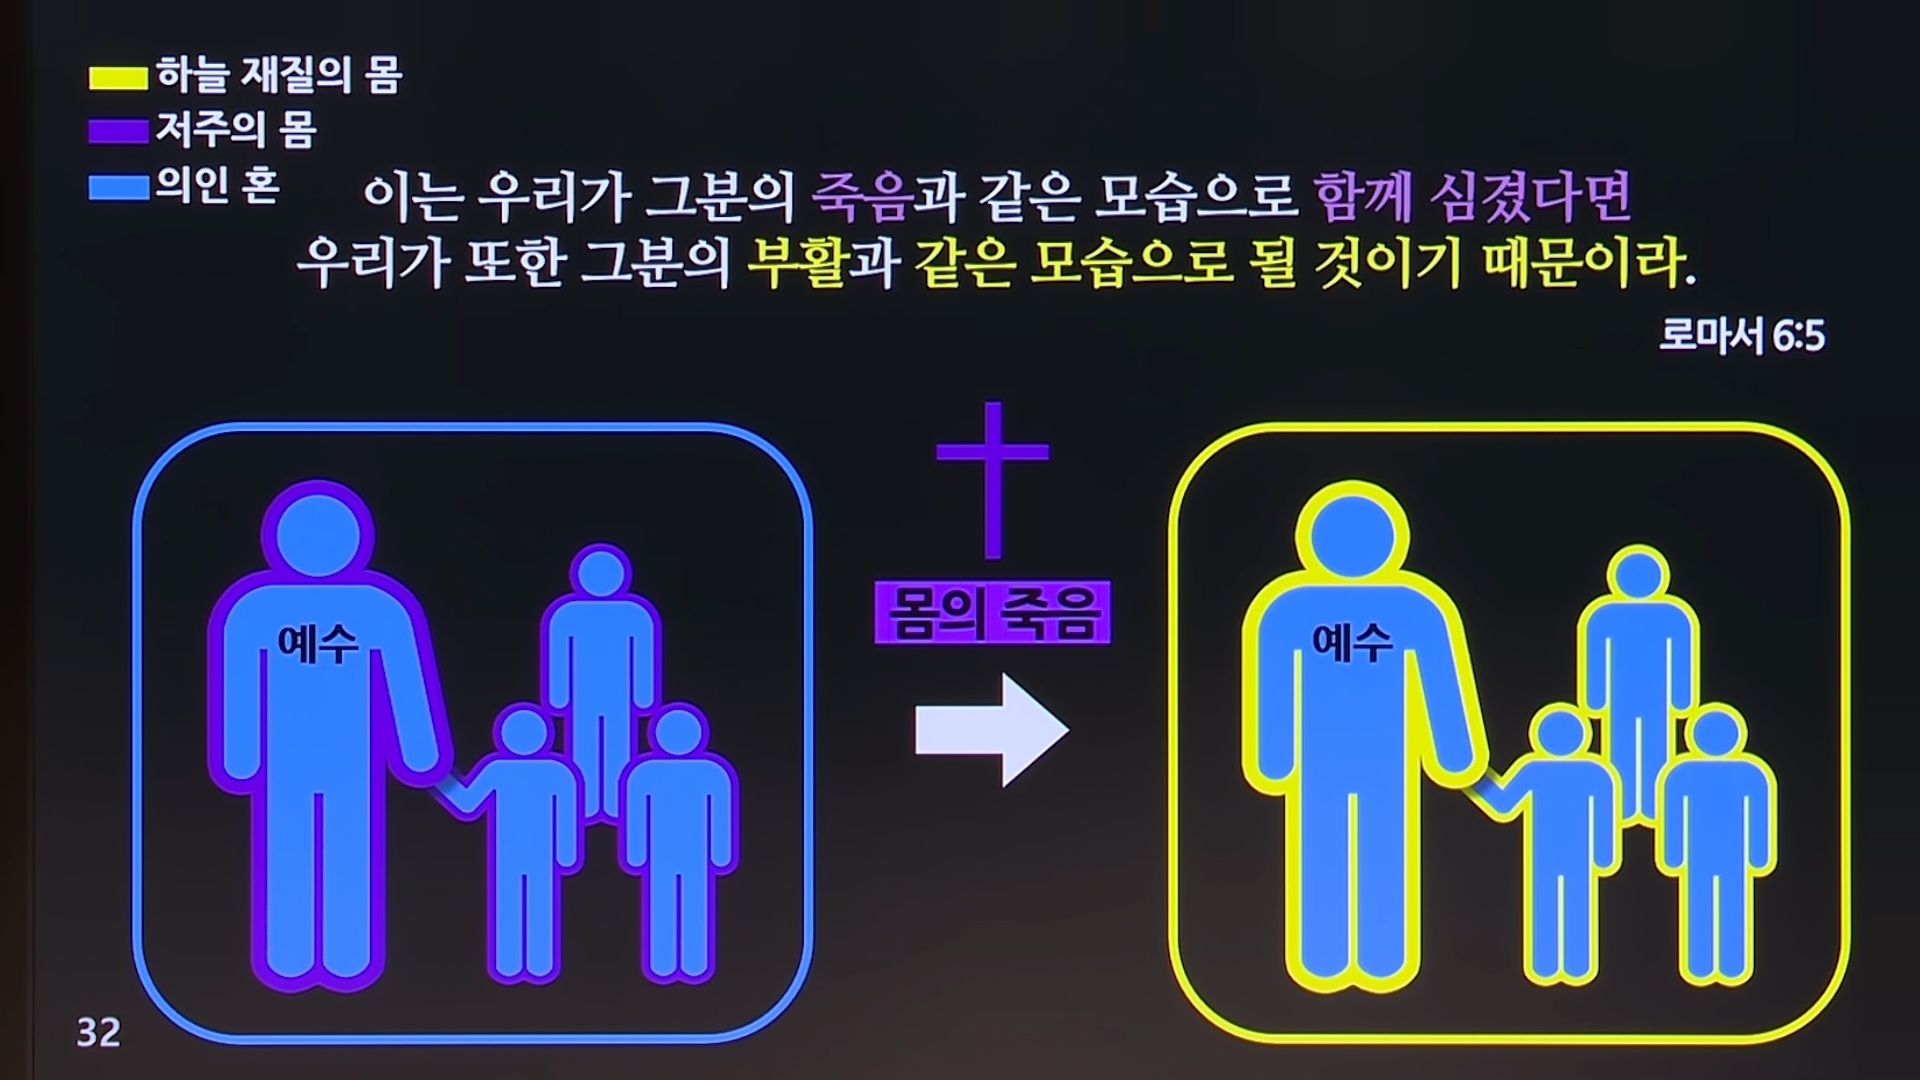 하늘 재질의 몸
저주의 몸
의인 혼
이는 우리가 그분의 죽음과 같은 모습으로 함께 심겼다면
우리가 또한 그분의 부활과 같은 모습으로 될 것이기 때문이라.
로마서 6:5
예수
몸의 죽음
예수
32